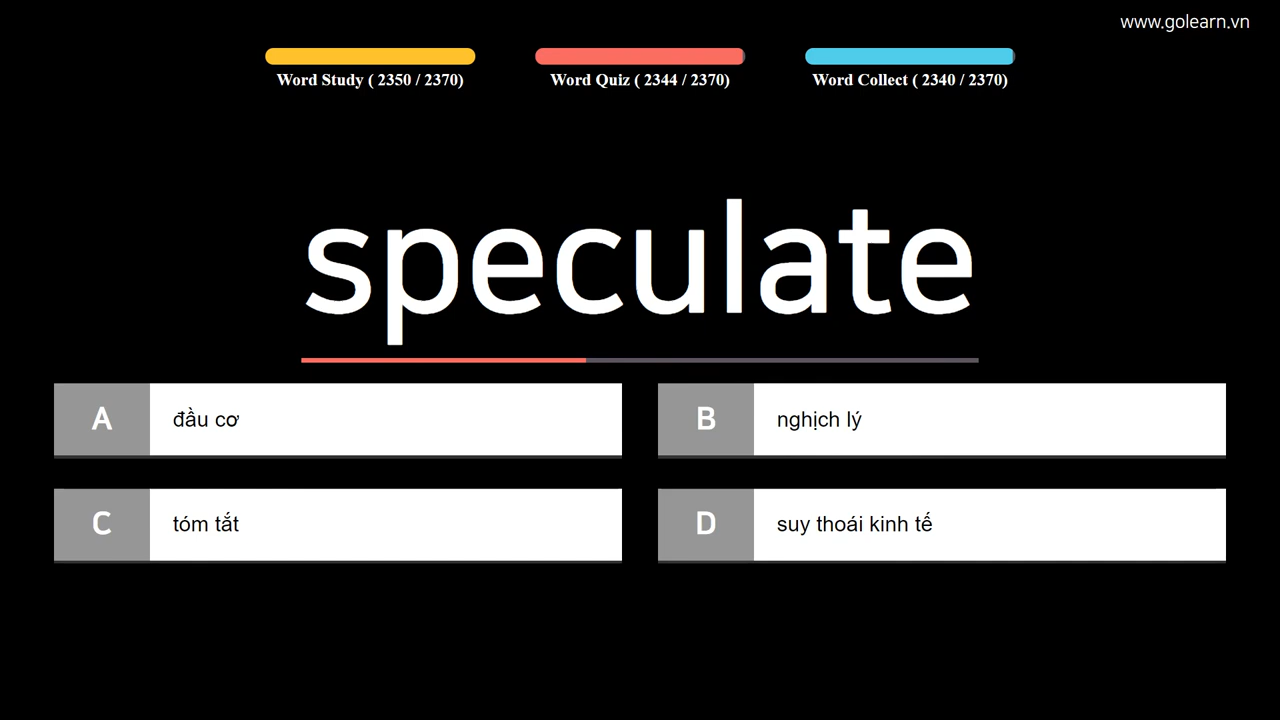 www.golearn.vn
Word Study ( 2350 / 2370)
Word Quiz ( 2344 / 2370)
Word Collect ( 2340 / 2370)
speculate
A đầu cơ
B nghịch lý
C tóm tắt
D suy thoái kinh tế